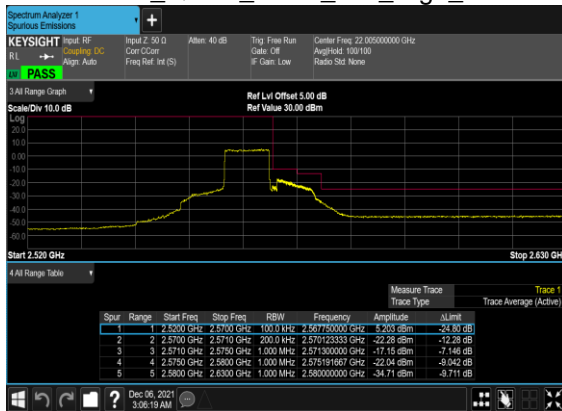 Spectrum Analyzer 1
Spurious Emissions
KEYSIGHT Input: RF Input Z: 50 Ω Atten: 40 dB Trig: Free Run Center Freq: 22.005000000 GHz
RL Coupling: DC Corr CCorr Gate: Off Avg|Hold: 100/100
Align: Auto Freq Ref: Int (S) IF Gain: Low Radio Std: None
PASS
3 All Range Graph
Ref Lvl Offset 5.00 dB
Scale/Div 10.0 dB Ref Value 30.00 dBm
Log
20.0
10.0
0.00
-10.0
-20.0
-30.0
-40.0
-50.0
-60.0
Start 2.520 GHz Stop 2.630 GH
4 All Range Table
Measure Trace Trace 1
Trace Type Trace Average (Active)
Spur Range Start Freq Stop Freq RBW Frequency Amplitude ΔLimit
1 1 2.5200 GHz 2.5700 GHz 100.0 kHz 2.567750000 GHz 5.203 dBm -24.80 dB
2 2 2.5700 GHz 2.5710 GHz 200.0 kHz 2.570123333 GHz -22.28 dBm -12.28 dB
3 3 2.5710 GHz 2.5750 GHz 1.000 MHz 2.571300000 GHz -17.15 dBm -7.146 dB
4 4 2.5750 GHz 2.5800 GHz 1.000 MHz 2.575191667 GHz -22.04 dBm -9.042 dB
5 5 2.5800 GHz 2.6300 GHz 1.000 MHz 2.580000000 GHz -34.71 dBm -9.711 dB
Dec 06, 2021
3:06:19 AM